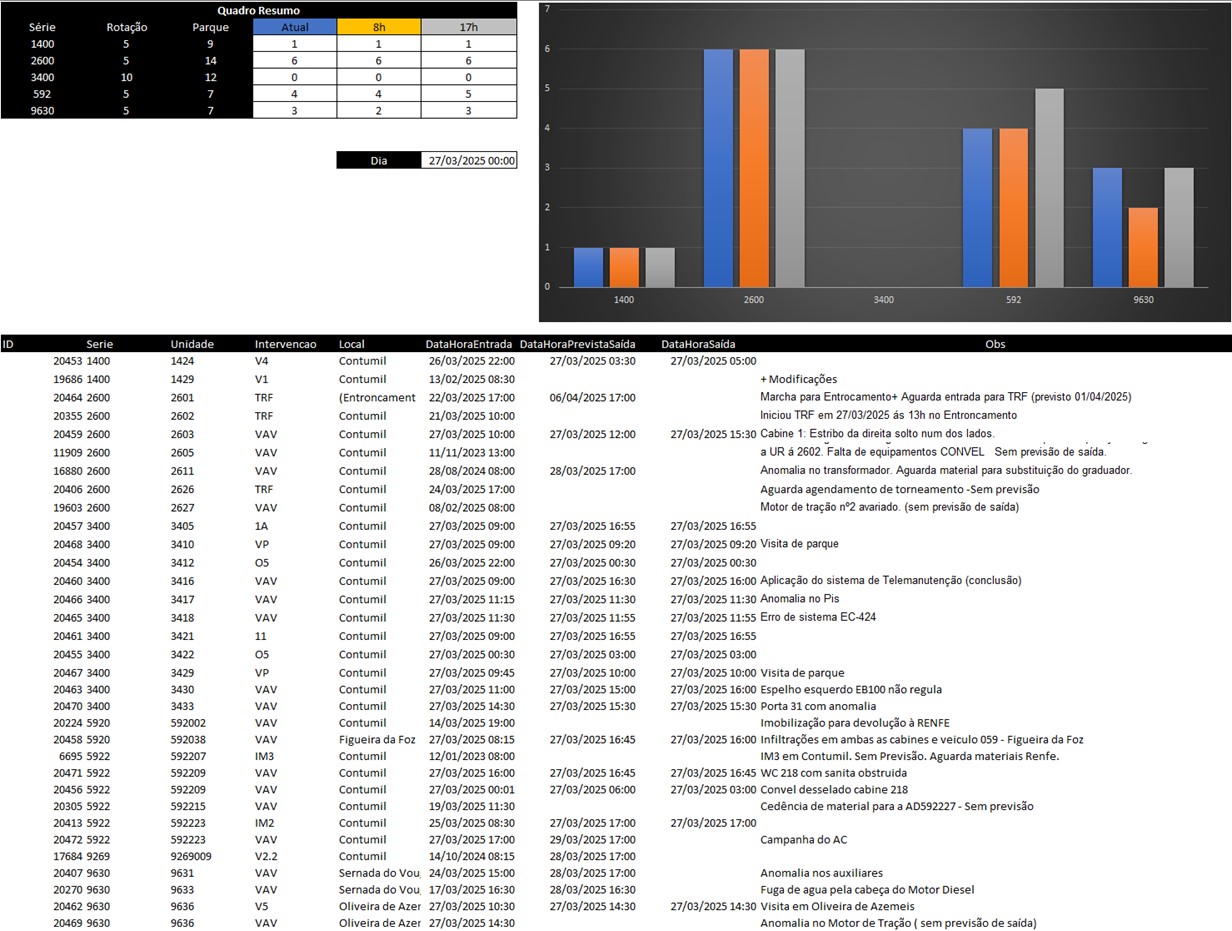 Quadro Resumo
Série Rotação Parque Atual 8h 17h
1400 5 9 1 1 1
2600 5 14 6 6 6
3400 10 12 0 0 0
592 5 7 4 4 5
9630 5 7 3 2 3
Dia 27/03/2025 00:00
7
6
5
4
3
2
1
0
1400 2600 3400 592 9630
ID Serie Unidade Intervencao Local DataHoraEntrada DataHoraPrevistaSaída DataHoraSaída Obs
20453 1400 1424 V4 Contumil 26/03/2025 22:00 27/03/2025 03:30 27/03/2025 05:00
19686 1400 1429 V1 Contumil 13/02/2025 08:30 + Modificações
20464 2600 2601 TRF (Entroncament 22/03/2025 17:00 06/04/2025 17:00 Marcha para Entrocamento+ Aguarda entrada para TRF (previsto 01/04/2025)
20355 2600 2602 TRF Contumil 21/03/2025 10:00 Iniciou TRF em 27/03/2025 ás 13h no Entroncamento
20459 2600 2603 VAV Contumil 27/03/2025 10:00 27/03/2025 12:00 27/03/2025 15:30 Cabine 1: Estribo da direita solto num dos lados.
11909 2600 2605 VAV Contumil 11/11/2023 13:00 a UR á 2602. Falta de equipamentos CONVEL Sem previsão de saída.
16880 2600 2611 VAV Contumil 28/08/2024 08:00 28/03/2025 17:00 Anomalia no transformador. Aguarda material para substituição do graduador.
20406 2600 2626 TRF Contumil 24/03/2025 17:00 Aguarda agendamento de torneamento -Sem previsão
19603 2600 2627 VAV Contumil 08/02/2025 08:00 Motor de tração nº2 avariado. (sem previsão de saída)
20457 3400 3405 1A Contumil 27/03/2025 09:00 27/03/2025 16:55 27/03/2025 16:55
20468 3400 3410 VP Contumil 27/03/2025 09:00 27/03/2025 09:20 27/03/2025 09:20 Visita de parque
20454 3400 3412 O5 Contumil 26/03/2025 22:00 27/03/2025 00:30 27/03/2025 00:30
20460 3400 3416 VAV Contumil 27/03/2025 09:00 27/03/2025 16:30 27/03/2025 16:00 Aplicação do sistema de Telemanutenção (conclusão)
20466 3400 3417 VAV Contumil 27/03/2025 11:15 27/03/2025 11:30 27/03/2025 11:30 Anomalia no Pis
20465 3400 3418 VAV Contumil 27/03/2025 11:30 27/03/2025 11:55 27/03/2025 11:55 Erro de sistema EC-424
20461 3400 3421 11 Contumil 27/03/2025 09:00 27/03/2025 16:55 27/03/2025 16:55
20455 3400 3422 O5 Contumil 27/03/2025 00:30 27/03/2025 03:00 27/03/2025 03:00
20467 3400 3429 VP Contumil 27/03/2025 09:45 27/03/2025 10:00 27/03/2025 10:00 Visita de parque
20463 3400 3430 VAV Contumil 27/03/2025 11:00 27/03/2025 15:00 27/03/2025 16:00 Espelho esquerdo EB100 não regula
20470 3400 3433 VAV Contumil 27/03/2025 14:30 27/03/2025 15:30 27/03/2025 15:30 Porta 31 com anomalia
20224 5920 592002 VAV Contumil 14/03/2025 19:00 Imobilização para devolução à RENFE
20458 5920 592038 VAV Figueira da Foz 27/03/2025 08:15 27/03/2025 16:45 27/03/2025 16:00 Infiltrações em ambas as cabines e veiculo 059 - Figueira da Foz
6695 5922 592207 IM3 Contumil 12/01/2023 08:00 IM3 em Contumil. Sem Previsão. Aguarda materiais Renfe.
20471 5922 592209 VAV Contumil 27/03/2025 16:00 27/03/2025 16:45 27/03/2025 16:45 WC 218 com sanita obstruida
20456 5922 592209 VAV Contumil 27/03/2025 00:01 27/03/2025 06:00 27/03/2025 03:00 Convel desselado cabine 218
20305 5922 592215 VAV Contumil 19/03/2025 11:30 Cedência de material para a AD592227 - Sem previsão
20413 5922 592223 IM2 Contumil 25/03/2025 08:30 27/03/2025 17:00 27/03/2025 17:00
20472 5922 592223 VAV Contumil 27/03/2025 17:00 29/03/2025 17:00 Campanha do AC
17684 9269 9269009 V2.2 Contumil 14/10/2024 08:15 28/03/2025 17:00
20407 9630 9631 VAV Sernada do Vou 24/03/2025 15:00 28/03/2025 17:00 Anomalia nos auxiliares
20270 9630 9633 VAV Sernada do Vou 17/03/2025 16:30 28/03/2025 16:30 Fuga de agua pela cabeça do Motor Diesel
20462 9630 9636 V5 Oliveira de Azer 27/03/2025 10:30 27/03/2025 14:30 27/03/2025 14:30 Visita em Oliveira de Azemeis
20469 9630 9636 VAV Oliveira de Azer 27/03/2025 14:30 Anomalia no Motor de Tração ( sem previsão de saída)